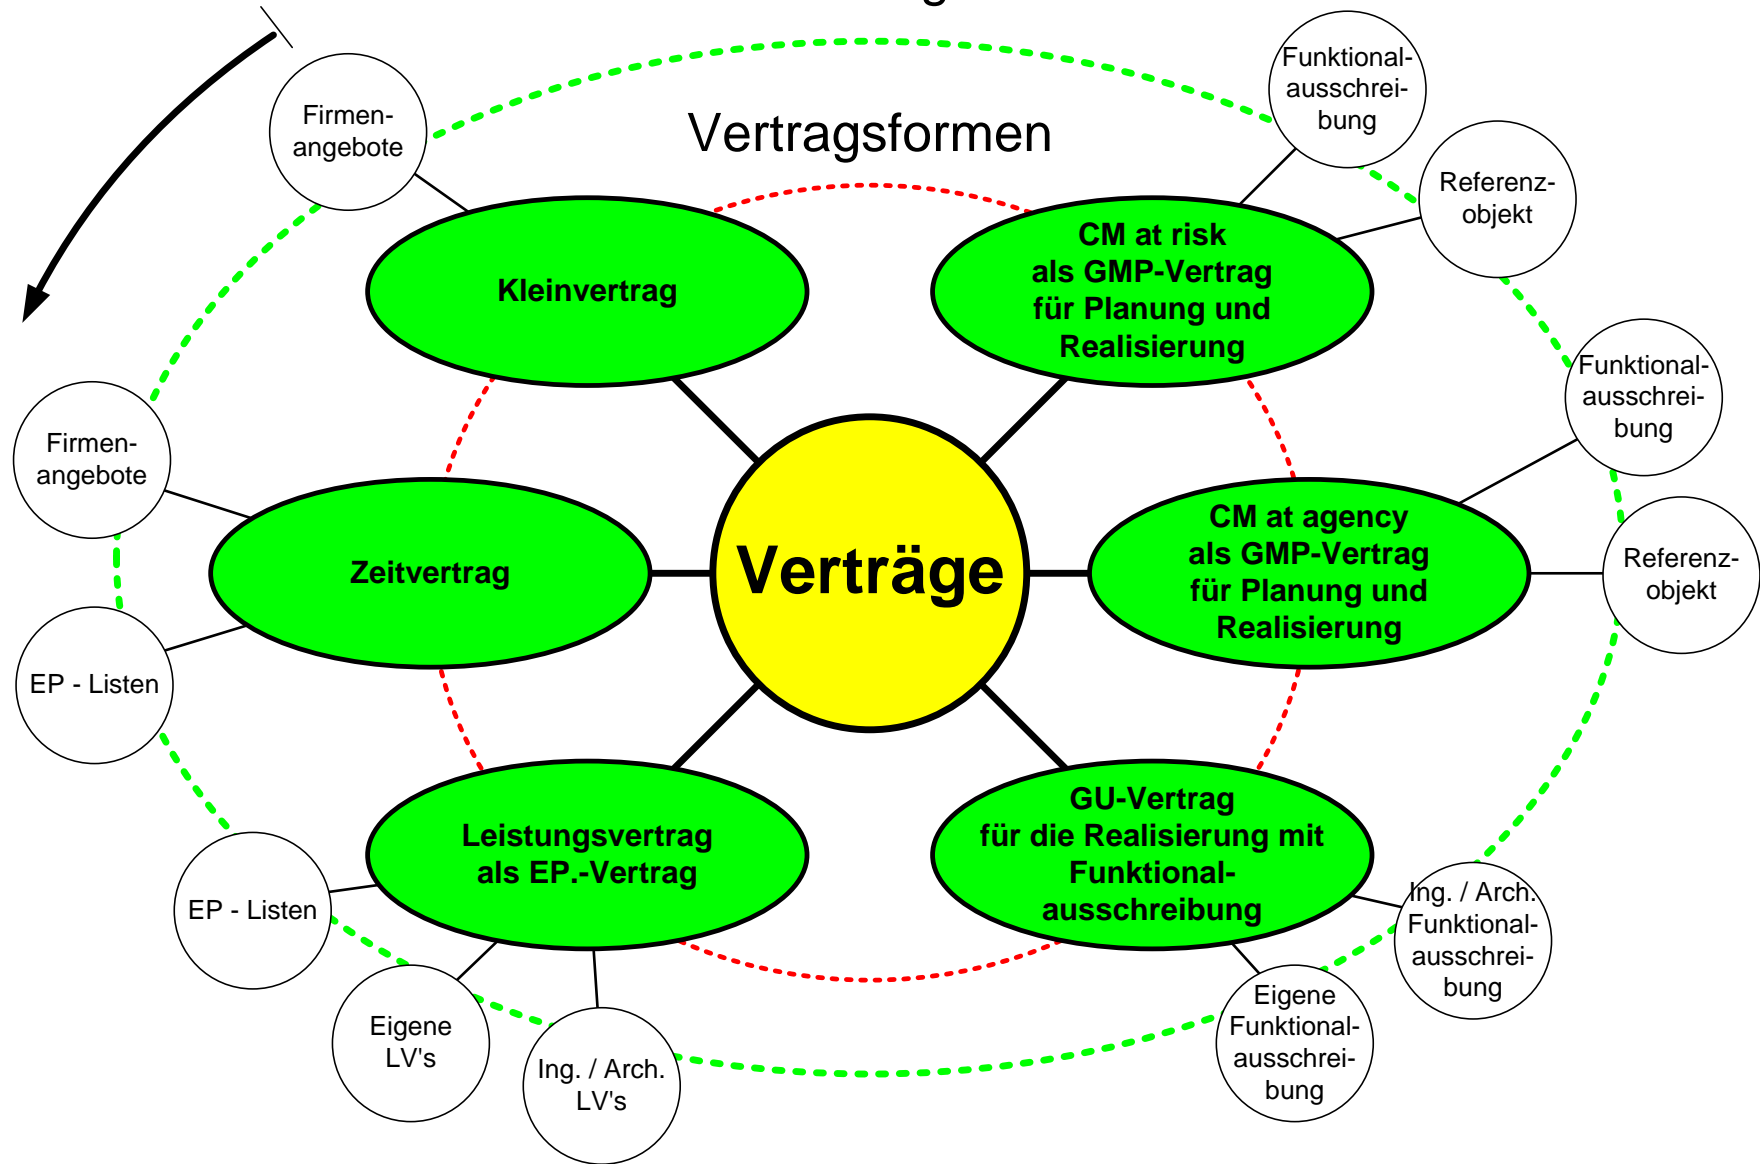 Vertragsformen
Firmen-
angebote
Kleinvertrag
Funktional-
ausschrei-
bung
Referenz-
objekt
CM at risk
als GMP-Vertrag
für Planung und
Realisierung
Firmen-
angebote
Zeitvertrag
EP - Listen
Verträge
Funktional-
ausschrei-
bung
CM at agency
als GMP-Vertrag
für Planung und
Realisierung
Referenz-
objekt
Leistungsvertrag
als EP.-Vertrag
EP - Listen
Eigene
LV's
Ing. / Arch.
LV's
GU-Vertrag
für die Realisierung mit
Funktional-
ausschreibung
Ing. / Arch.
Funktional-
ausschrei-
bung
Eigene
Funktional-
ausschrei-
bung